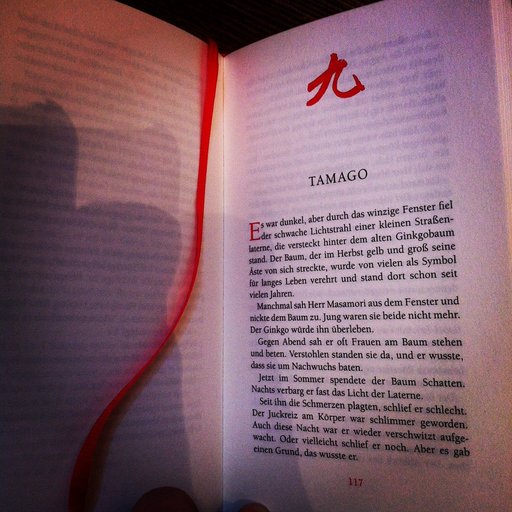 九
TAMAGO
Es war dunkel, aber durch das winzige Fenster fiel
der schwache Lichtstrahl einer kleinen Straßen-
laterne, die versteckt hinter dem alten Ginkgobaum
stand. Der Baum, der im Herbst gelb und groß seine
Äste von sich streckte, wurde von vielen als Symbol
für langes Leben verehrt und stand dort schon seit
vielen Jahren.
Manchmal sah Herr Masamori aus dem Fenster und
nickte dem Baum zu. Jung waren sie beide nicht mehr.
Der Ginkgo würde ihn überleben.
Gegen Abend sah er oft Frauen am Baum stehen
und beten. Verstohlen standen sie da, und er wusste,
dass sie um Nachwuchs baten.
Jetzt im Sommer spendete der Baum Schatten.
Nachts verbarg er fast das Licht der Laterne.
Seit ihn die Schmerzen plagten, schlief er schlecht.
Der Juckreiz am Körper war schlimmer geworden.
Auch diese Nacht war er wieder verschwitzt aufge-
wacht. Oder vielleicht schlief er noch. Aber es gab
einen Grund, das wusste er.
117